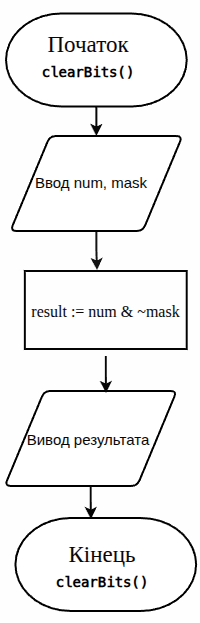 Початок
clearBits()
Ввод num, mask
result := num & ~mask
Вивод результата
Кінець
clearBits()